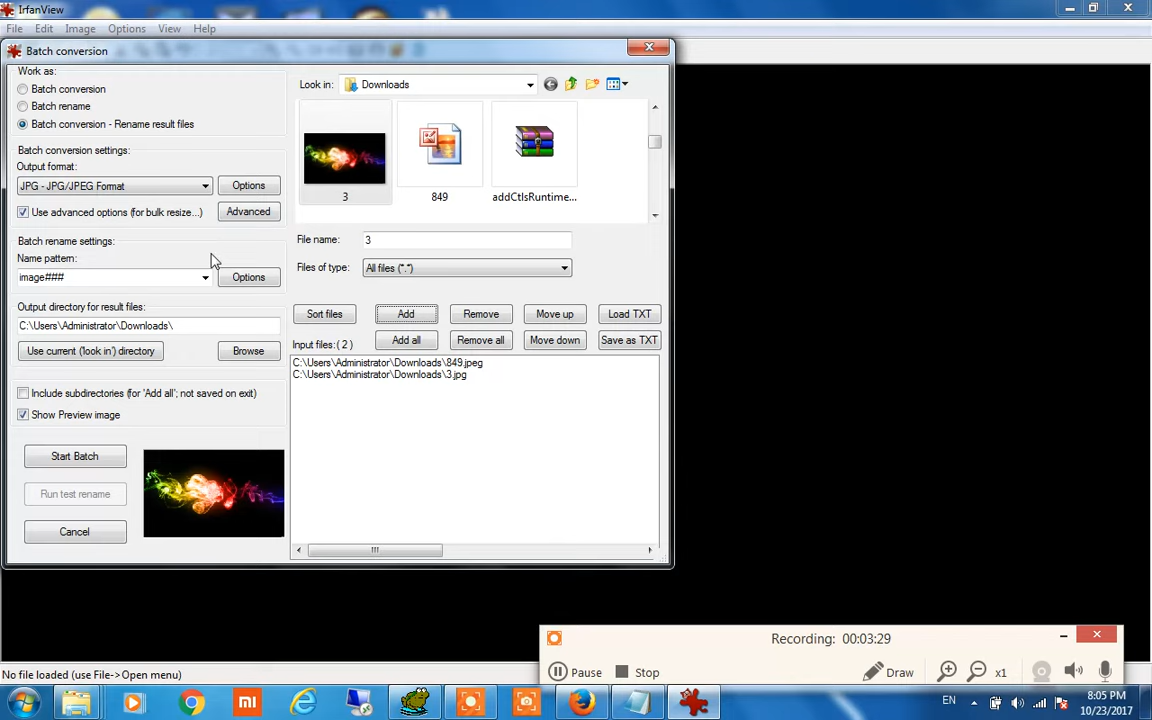 IrfanView
File Edit Image Options View Help
Batch conversion
Work as:
Batch conversion
Batch rename
Batch conversion - Rename result files
Batch conversion settings:
Output format:
JPG - JPG/JPEG Format
Options
Use advanced options (for bulk resize...)
Advanced
Batch rename settings:
Name pattern:
image###
Options
Output directory for result files:
C:\Users\Administrator\Downloads\
Use current ('look in') directory
Browse
Include subdirectories (for 'Add all'; not saved on exit)
Show Preview image
Start Batch
Run test rename
Cancel
Look in: Downloads
3 849 addCtlsRuntime...
File name: 3
Files of type: All files (*.*)
Sort files Add Remove Move up Load TXT
Input files: ( 2 ) Add all Remove all Move down Save as TXT
C:\Users\Administrator\Downloads\849.jpeg
C:\Users\Administrator\Downloads\3.jpg
Recording: 00:03:29
Pause Stop Draw x1
No file loaded (use File->Open menu)
EN 8:05 PM
10/23/2017